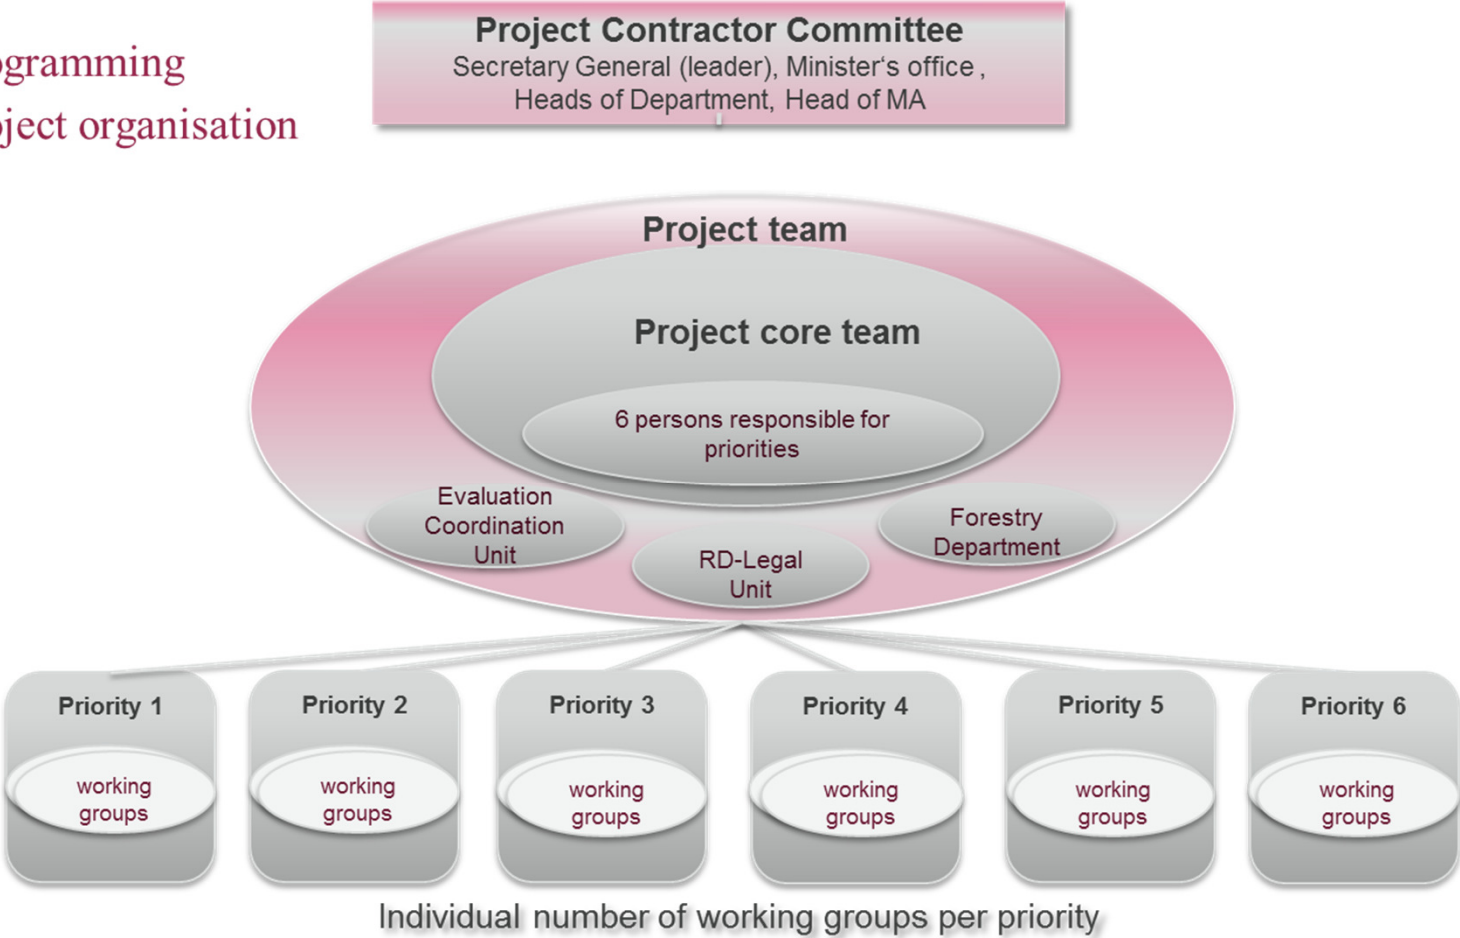 Project Contractor Committee
Secretary General (leader), Minister‘s office ,
Heads of Department, Head of MA
ogramming
oject organisation
Project team
Project core team
6 persons responsible for
priorities
Evaluation
Coordination
Unit
RD-Legal
Unit
Forestry
Department
Priority 1
working
groups
Priority 2
working
groups
Priority 3
working
groups
Priority 4
working
groups
Priority 5
working
groups
Priority 6
working
groups
Individual number of working groups per priority